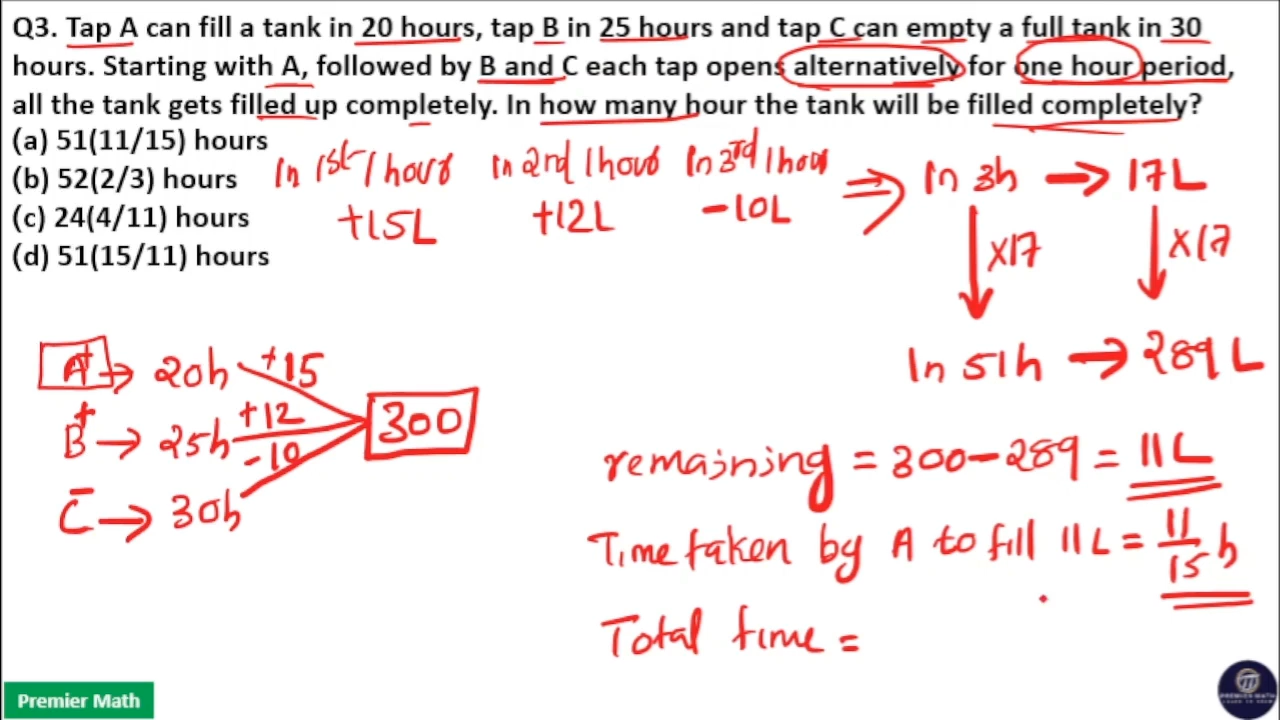 Q3. Tap A can fill a tank in 20 hours, tap B in 25 hours and tap C can empty a full tank in 30
hours. Starting with A, followed by B and C each tap opens alternatively for one hour period,
all the tank gets filled up completely. In how many hour the tank will be filled completely?
(a) 51(11/15) hours
(b) 52(2/3) hours
(c) 24(4/11) hours
(d) 51(15/11) hours
In 1st 1 hour In 2nd 1 hour In 3rd 1 hour ⇒ In 3h → 17L
+15L +12L -10L
×17 ×17
In 51h → 289L
A+ → 20h +15
B+ → 25h +12 300
C- → 30h -10
remaining = 300-289 = 11L
Time taken by A to fill 11L = 11/15 h
Total time =
Premier Math
PREMIER MATH